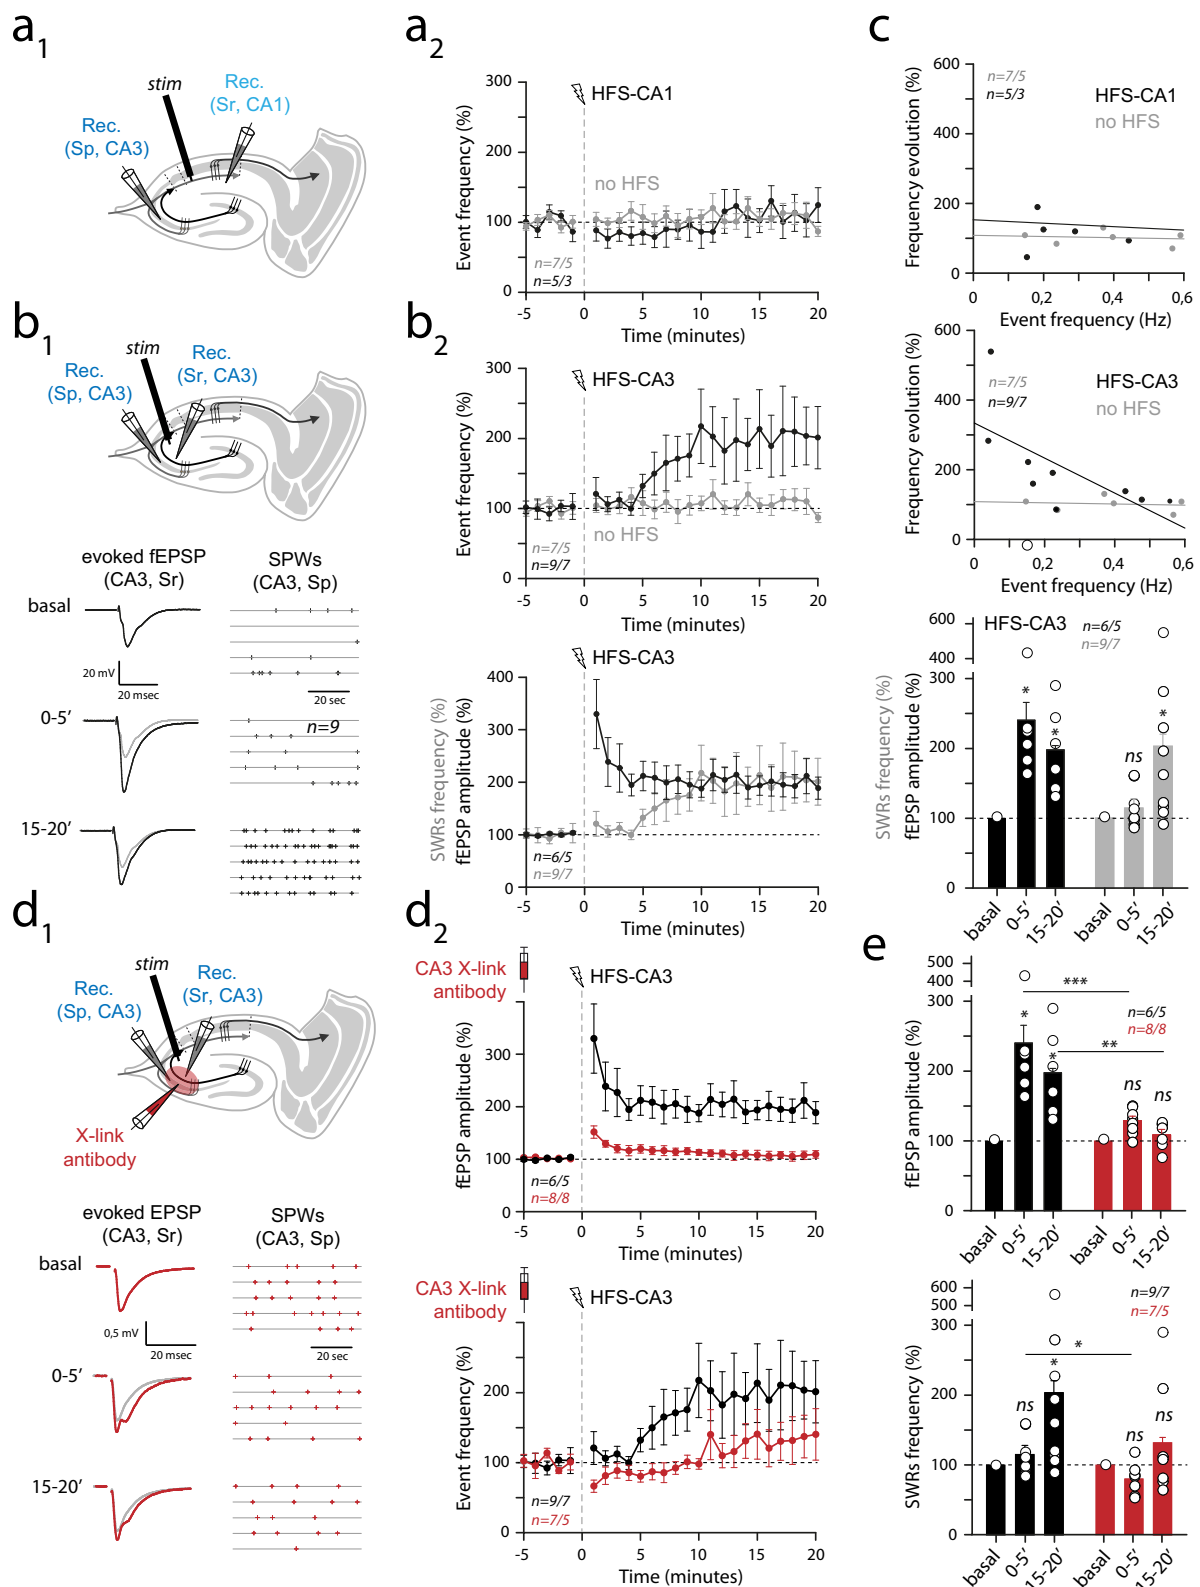 a1
stim
Rec.
(Sr, CA1)
Rec.
(Sp, CA3)
a2
HFS-CA1
no HFS
n=7/5
n=5/3
Event frequency (%)
300
200
100
0
-5 0 5 10 15 20
Time (minutes)
c
n=7/5
n=5/3
HFS-CA1
no HFS
Frequency evolution (%)
600
400
200
0
0 0,2 0,4 0,6
Event frequency (Hz)
b1
stim
Rec.
(Sp, CA3)
Rec.
(Sr, CA3)
evoked fEPSP
(CA3, Sr)
SPWs
(CA3, Sp)
basal
20 mV
20 msec
20 sec
0-5'
n=9
15-20'
b2
HFS-CA3
no HFS
n=7/5
n=9/7
Event frequency (%)
300
200
100
0
-5 0 5 10 15 20
Time (minutes)
HFS-CA3
SWRs frequency (%)
fEPSP amplitude (%)
400
300
200
100
0
n=6/5
n=9/7
-5 0 5 10 15 20
Time (minutes)
n=7/5
n=9/7
HFS-CA3
no HFS
Frequency evolution (%)
600
400
200
0
0 0,2 0,4 0,6
Event frequency (Hz)
HFS-CA3
n=6/5
n=9/7
SWRs frequency (%)
fEPSP amplitude (%)
600
400
300
200
100
0
*
*
ns
*
basal 0-5' 15-20' basal 0-5' 15-20'
d1
stim
Rec.
(Sp, CA3)
Rec.
(Sr, CA3)
X-link
antibody
evoked EPSP
(CA3, Sr)
SPWs
(CA3, Sp)
basal
0,5 mV
20 msec
20 sec
0-5'
15-20'
d2
CA3 X-link
antibody
HFS-CA3
fEPSP amplitude (%)
300
200
100
0
n=6/5
n=8/8
-5 0 5 10 15 20
Time (minutes)
CA3 X-link
antibody
HFS-CA3
Event frequency (%)
300
200
100
0
n=9/7
n=7/5
-5 0 5 10 15 20
Time (minutes)
e
fEPSP amplitude (%)
500
400
300
200
100
0
***
n=6/5
n=8/8
*
*
**
ns
ns
basal 0-5' 15-20' basal 0-5' 15-20'
SWRs frequency (%)
600
500
300
200
100
0
n=9/7
n=7/5
*
ns
*
ns
ns
basal 0-5' 15-20' basal 0-5' 15-20'